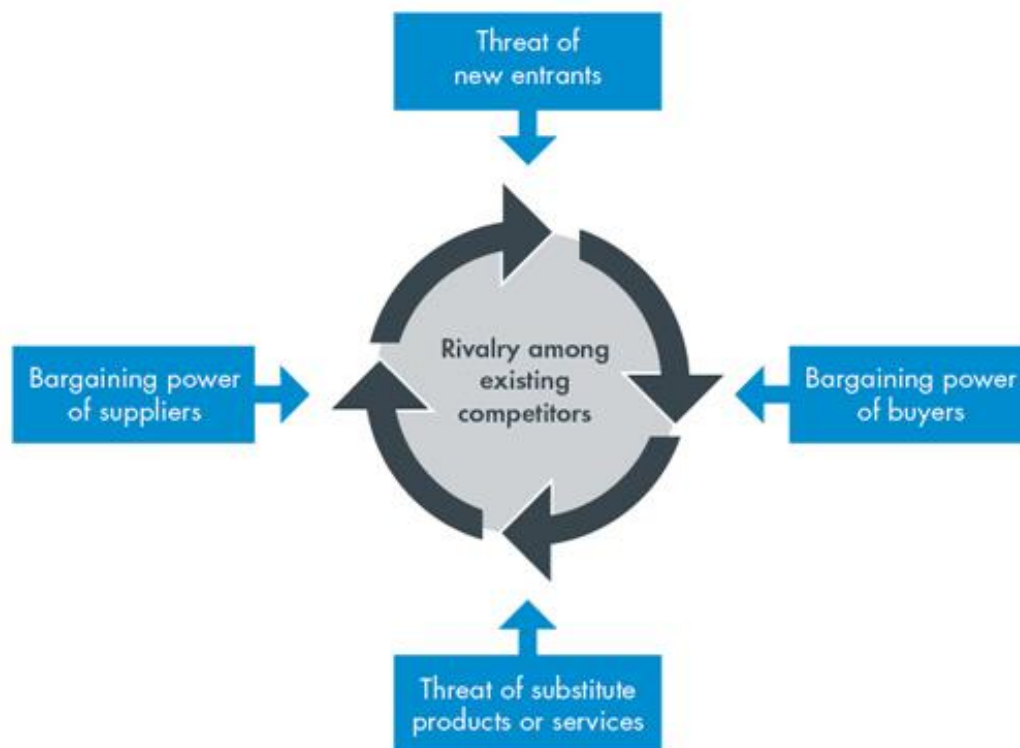 Threat of
new entrants
Rivalry among
existing
competitors
Bargaining power
of suppliers
Bargaining power
of buyers
Threat of substitute
products or services